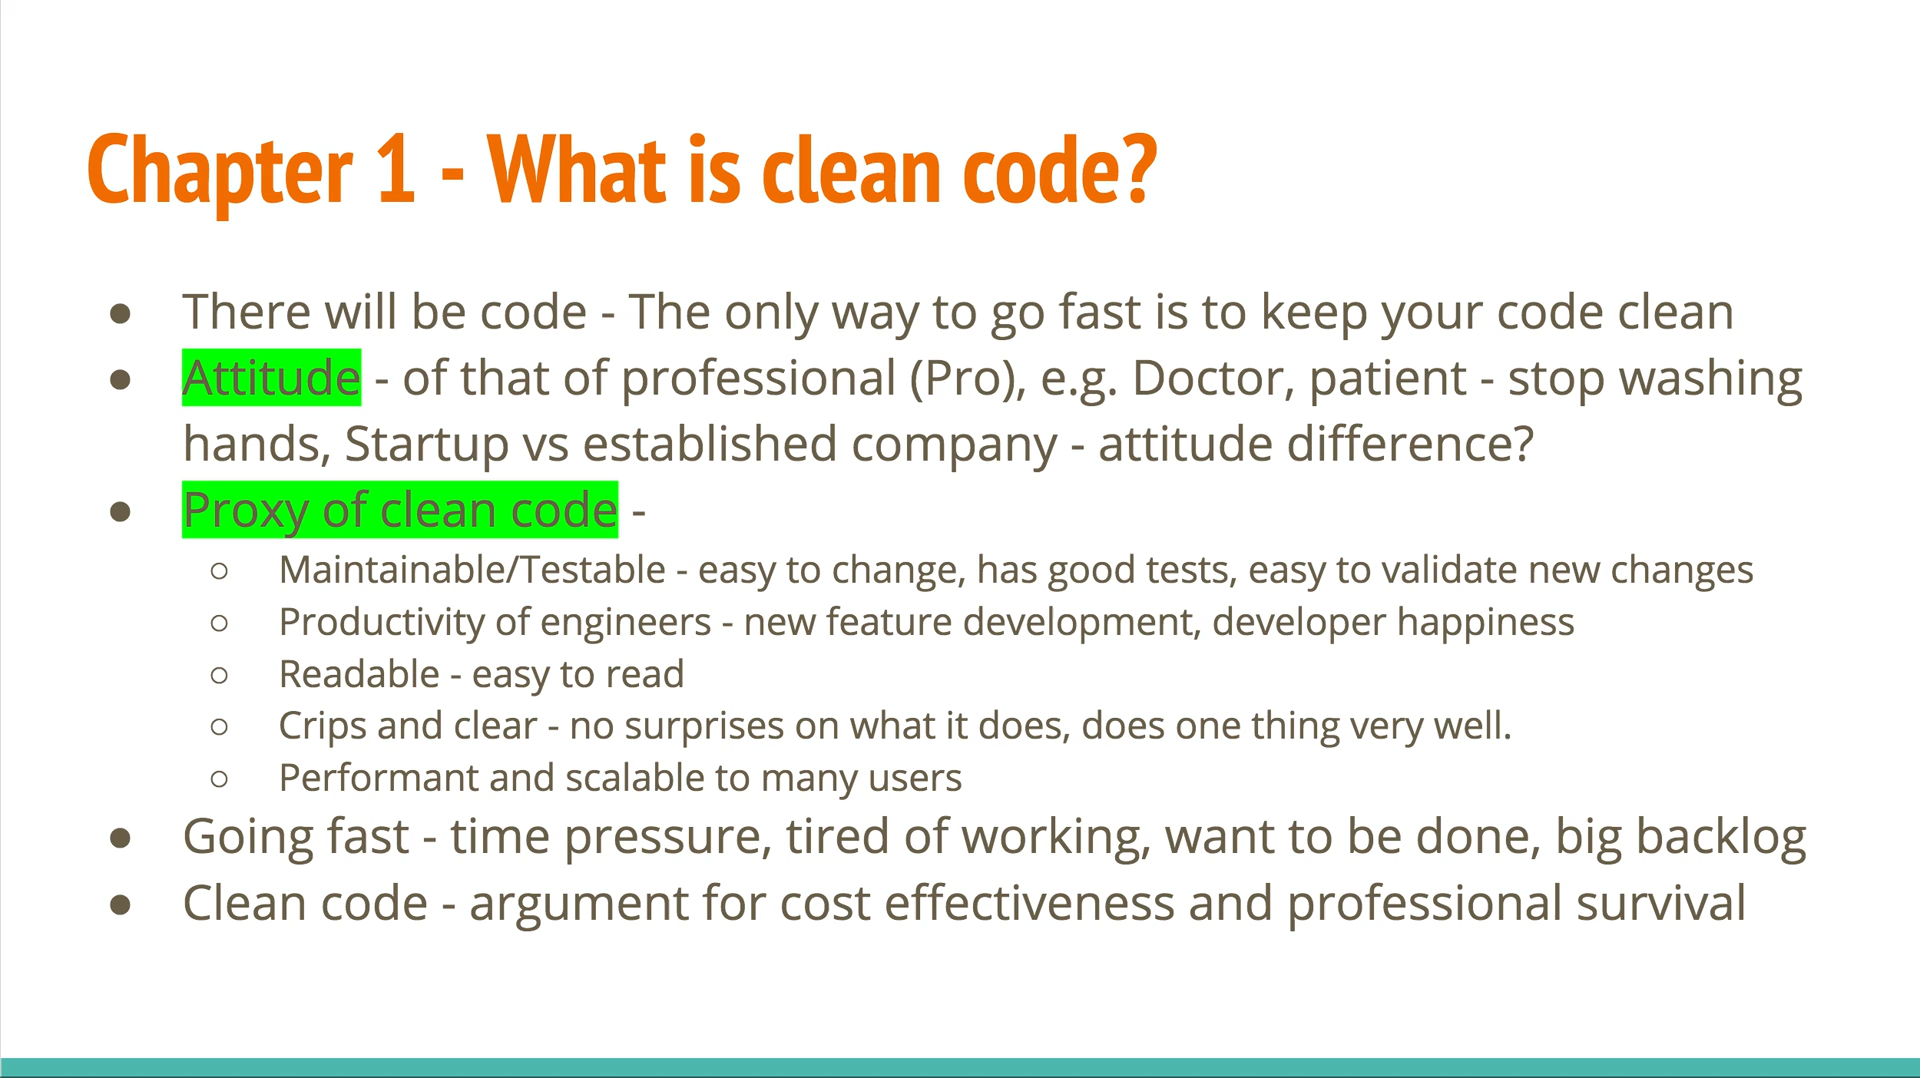 Chapter 1 - What is clean code?
● There will be code - The only way to go fast is to keep your code clean
● Attitude - of that of professional (Pro), e.g. Doctor, patient - stop washing
hands, Startup vs established company - attitude difference?
● Proxy of clean code -
○ Maintainable/Testable - easy to change, has good tests, easy to validate new changes
○ Productivity of engineers - new feature development, developer happiness
○ Readable - easy to read
○ Crips and clear - no surprises on what it does, does one thing very well.
○ Performant and scalable to many users
● Going fast - time pressure, tired of working, want to be done, big backlog
● Clean code - argument for cost effectiveness and professional survival